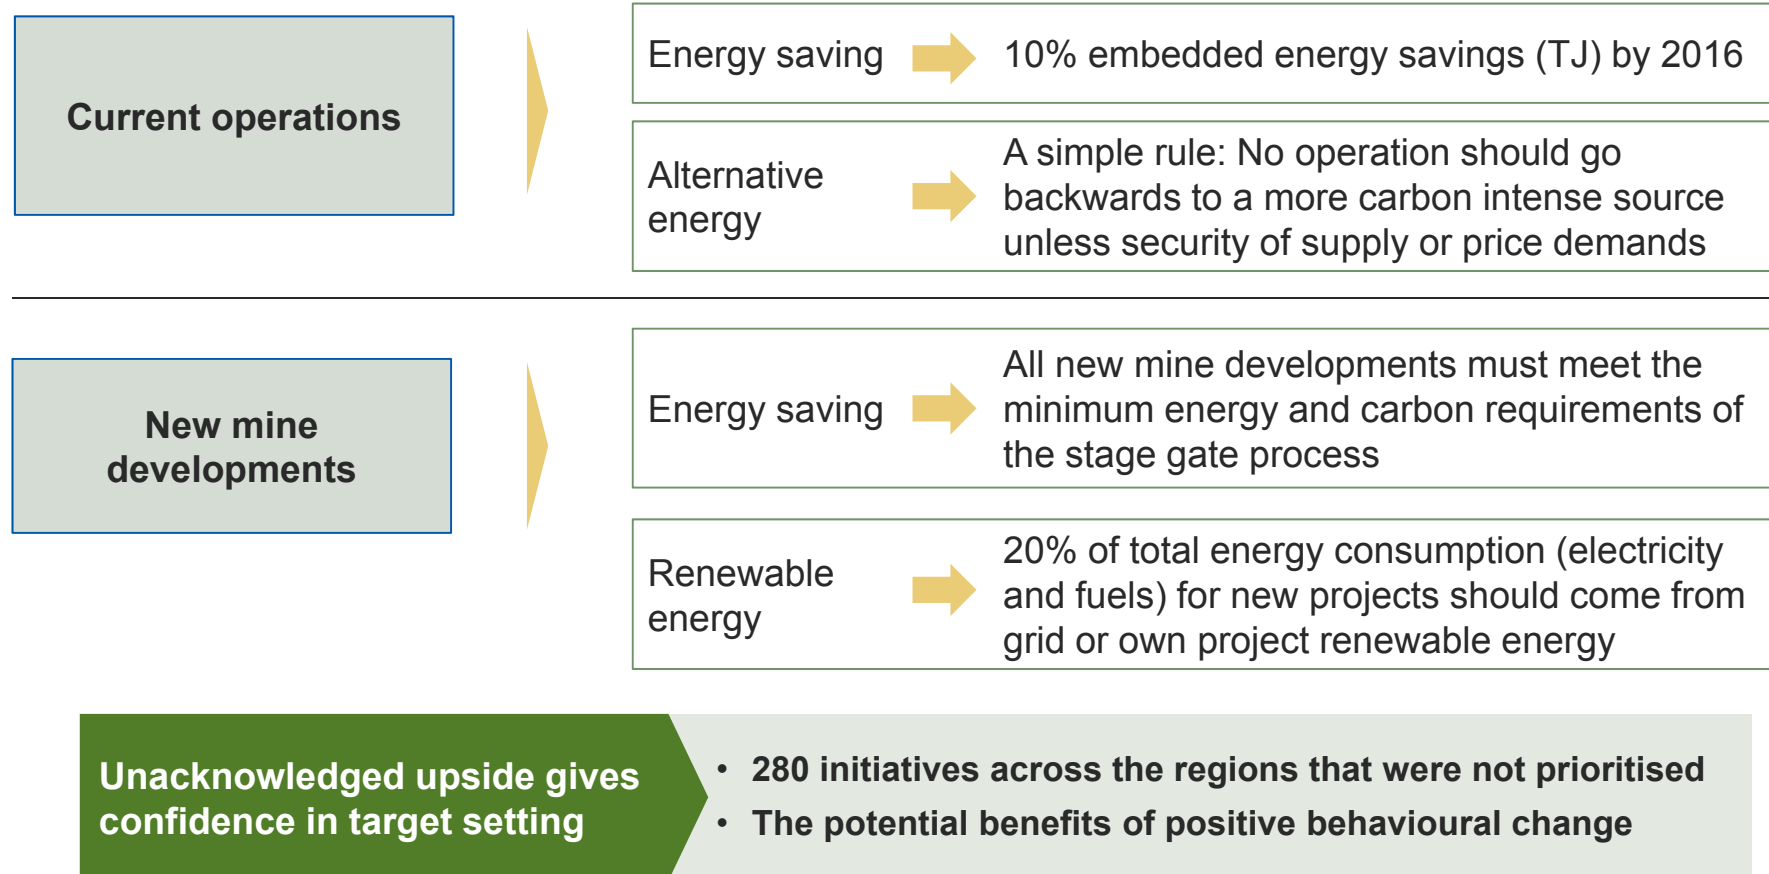 Current operations
Energy saving
10% embedded energy savings (TJ) by 2016
Alternative
energy
A simple rule: No operation should go
backwards to a more carbon intense source
unless security of supply or price demands
New mine
developments
Energy saving
All new mine developments must meet the
minimum energy and carbon requirements of
the stage gate process
Renewable
energy
20% of total energy consumption (electricity
and fuels) for new projects should come from
grid or own project renewable energy
Unacknowledged upside gives
confidence in target setting
• 280 initiatives across the regions that were not prioritised
• The potential benefits of positive behavioural change